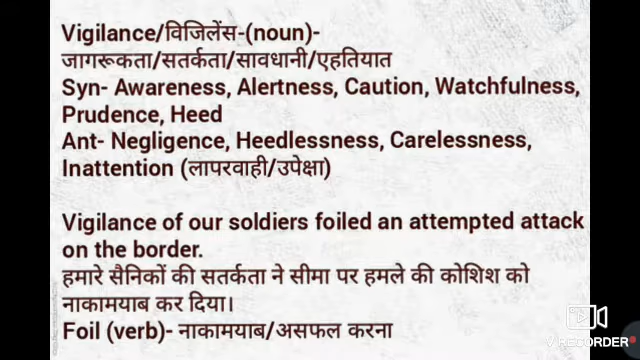 Vigilance/विजिलेंस-(noun)-
जागरूकता/सतर्कता/सावधानी/एहतियात
Syn- Awareness, Alertness, Caution, Watchfulness,
Prudence, Heed
Ant- Negligence, Heedlessness, Carelessness,
Inattention (लापरवाही/उपेक्षा)
Vigilance of our soldiers foiled an attempted attack
on the border.
हमारे सैनिकों की सतर्कता ने सीमा पर हमले की कोशिश को
नाकामयाब कर दिया।
Foil (verb)- नाकामयाब/असफल करना
RECORDER